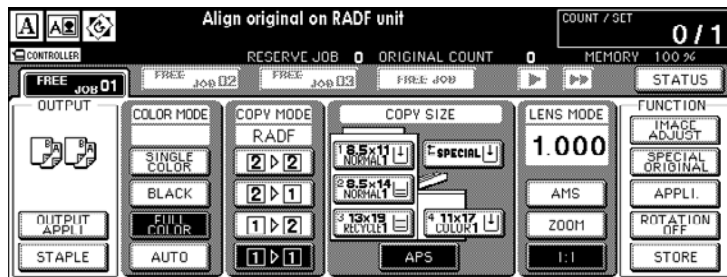 Align original on RADF unit
COUNT / SET
0 / 1
A A
CONTROLLER
RESERVE JOB 0 ORIGINAL COUNT 0 MEMORY 100 %
FREE JOB 01
FREE JOB 02
FREE JOB 03
FREE JOB
STATUS
OUTPUT
OUTPUT APPLI
STAPLE
COLOR MODE
SINGLE COLOR
BLACK
FULL COLOR
AUTO
COPY MODE
RADF
2 ▷ 2
2 ▷ 1
1 ▷ 2
1 ▷ 1
COPY SIZE
1 8.5×11
NORMAL1
SPECIAL
2 8.5×14
NORMAL1
3 13×19
RECYCLE1
4 11×17
COLOR1
APS
LENS MODE
1.000
AMS
ZOOM
1:1
FUNCTION
IMAGE ADJUST
SPECIAL ORIGINAL
APPLI.
ROTATION OFF
STORE